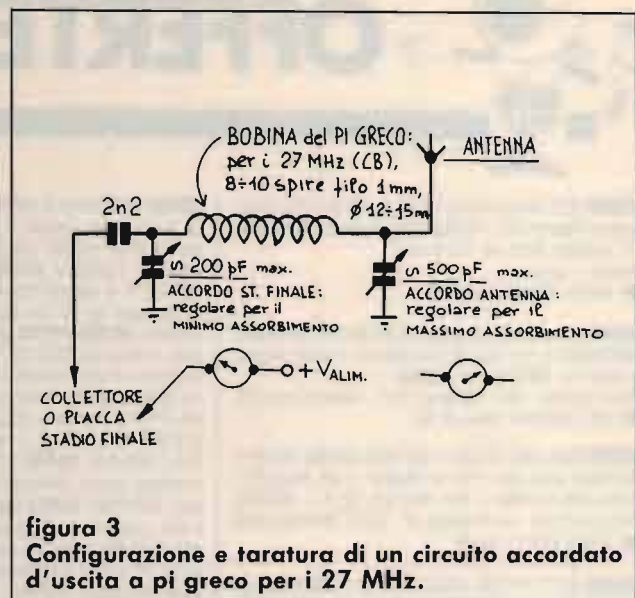 OFFERTE
BOBINA del PI GRECO:
per i 27 MHz (CB),
8÷10 spire filo 1mm,
φ 12÷15m
ANTENNA
2n2
∽ 200 pF max.
ACCORDO ST. FINALE:
regolare per il
MINIMO ASSORBIMENTO
∽ 500 pF max.
ACCORDO ANTENNA:
regolare per il
MASSIMO ASSORBIMENTO
+ VALIM.
COLLETTORE
O PLACCA
STADIO FINALE
figura 3
Configurazione e taratura di un circuito accordato
d'uscita a pi greco per i 27 MHz.